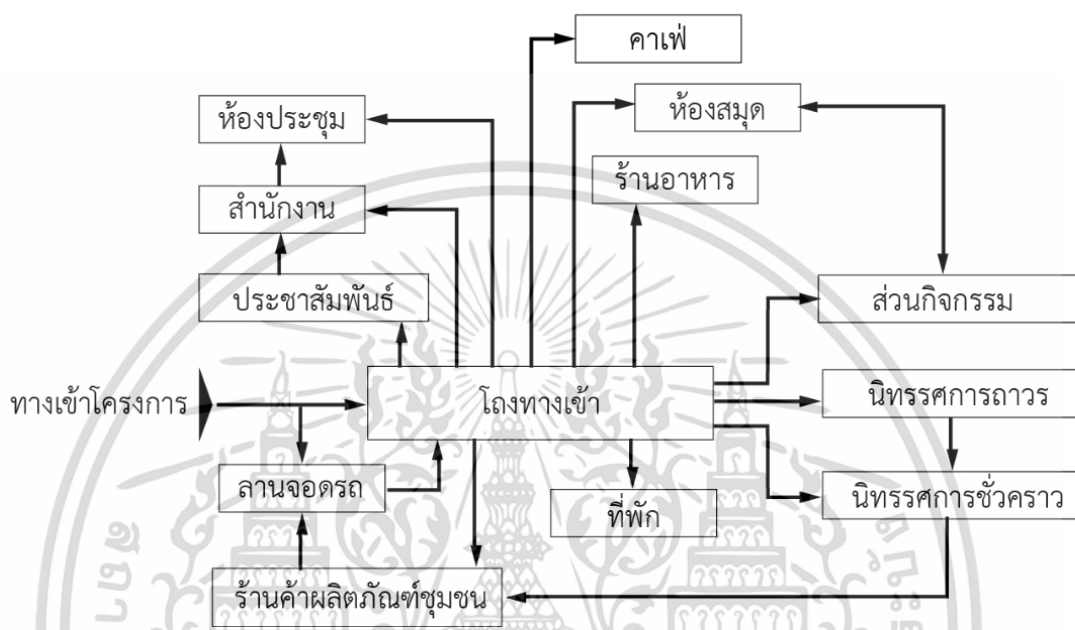 คาเฟ่
ห้องประชุม
ห้องสมุด
ร้านอาหาร
สำนักงาน
ประชาสัมพันธ์
ส่วนกิจกรรม
ทางเข้าโครงการ
โถงทางเข้า
นิทรรศการถาวร
ลานจอดรถ
ที่พัก
นิทรรศการชั่วคราว
ร้านค้าผลิตภัณฑ์ชุมชน